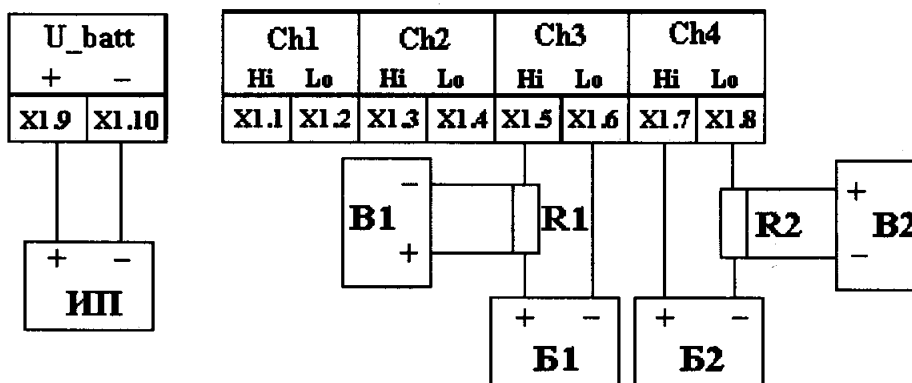 U_batt
+ −
X1.9 X1.10
+ −
ИП
Ch1 Ch2 Ch3 Ch4
Hi Lo Hi Lo Hi Lo Hi Lo
X1.1 X1.2 X1.3 X1.4 X1.5 X1.6 X1.7 X1.8
−
B1
+
R1
R2
+
B2
−
+ −
Б1
+ −
Б2